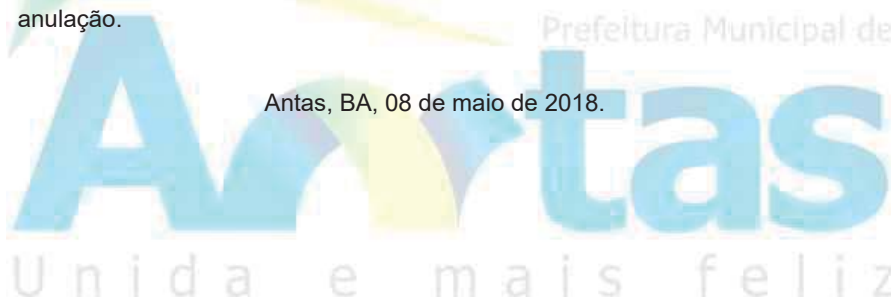 anulação.
Prefeitura Municipal de
Antas, BA, 08 de maio de 2018.
Antas
Unida e mais feliz